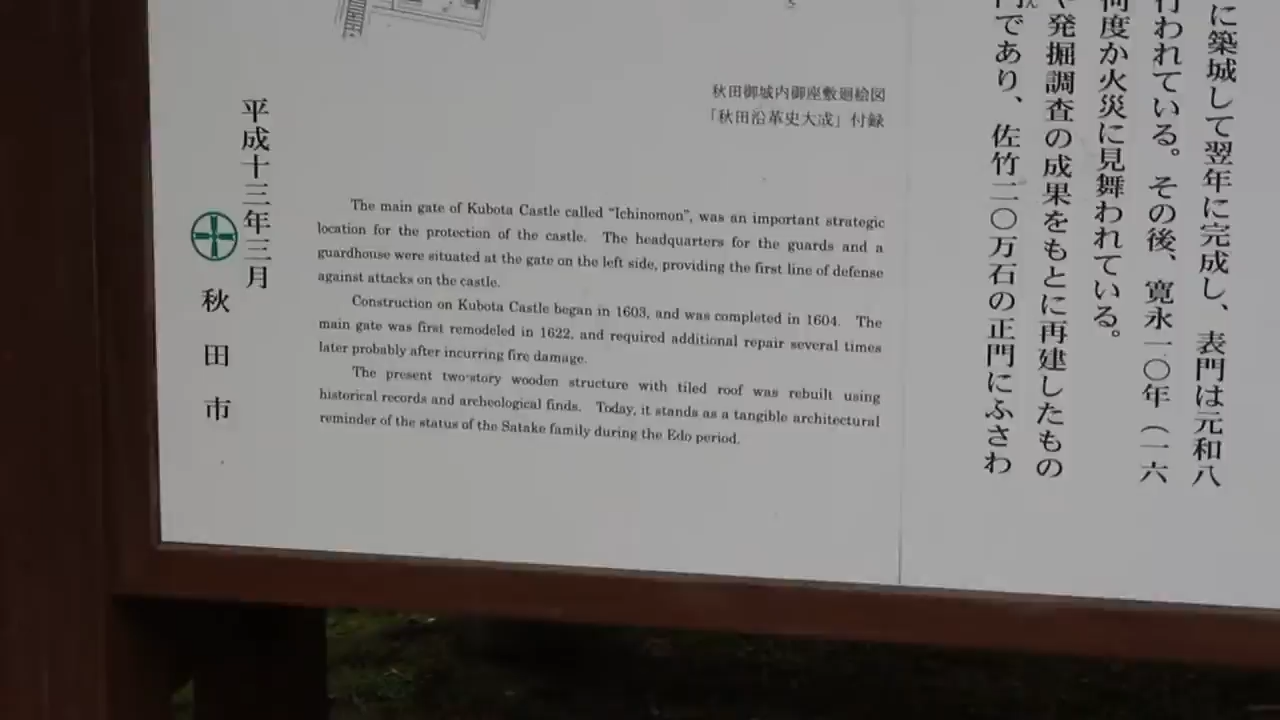 に築城して翌年に完成し、表門は元和八
行われている。その後、寛永一〇年（一六
何度か火災に見舞われている。
や発掘調査の成果をもとに再建したもの
門であり、佐竹二〇万石の正門にふさわ
秋田御城内御座敷廻絵図
「秋田沿革史大成」付録
The main gate of Kubota Castle called “Ichinomon”, was an important strategic
location for the protection of the castle. The headquarters for the guards and a
guardhouse were situated at the gate on the left side, providing the first line of defense
against attacks on the castle.
Construction on Kubota Castle began in 1603, and was completed in 1604. The
main gate was first remodeled in 1622, and required additional repair several times
later probably after incurring fire damage.
The present two-story wooden structure with tiled roof was rebuilt using
historical records and archeological finds. Today, it stands as a tangible architectural
reminder of the status of the Satake family during the Edo period.
平成十三年三月
秋田市